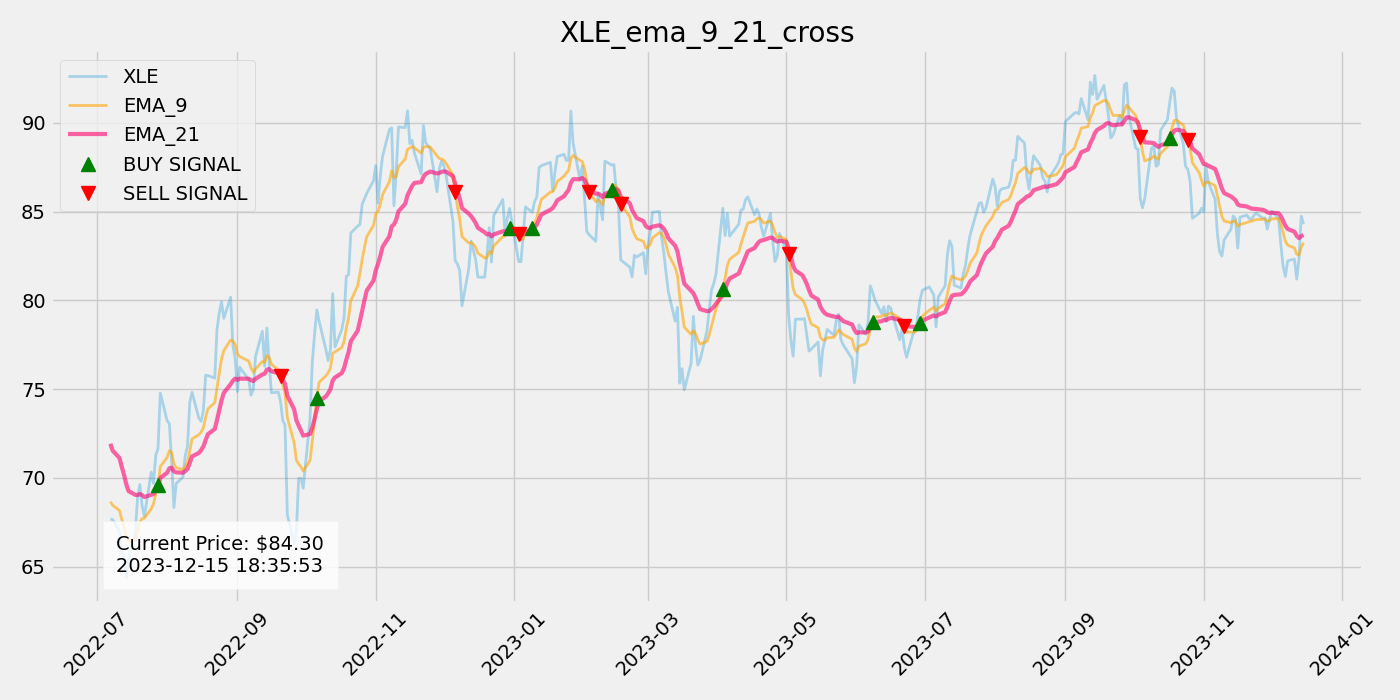 XLE_ema_9_21_cross
XLE
EMA_9
EMA_21
BUY SIGNAL
SELL SIGNAL
90
85
80
75
70
65
Current Price: $84.30
2023-12-15 18:35:53
2022-07
2022-09
2022-11
2023-01
2023-03
2023-05
2023-07
2023-09
2023-11
2024-01